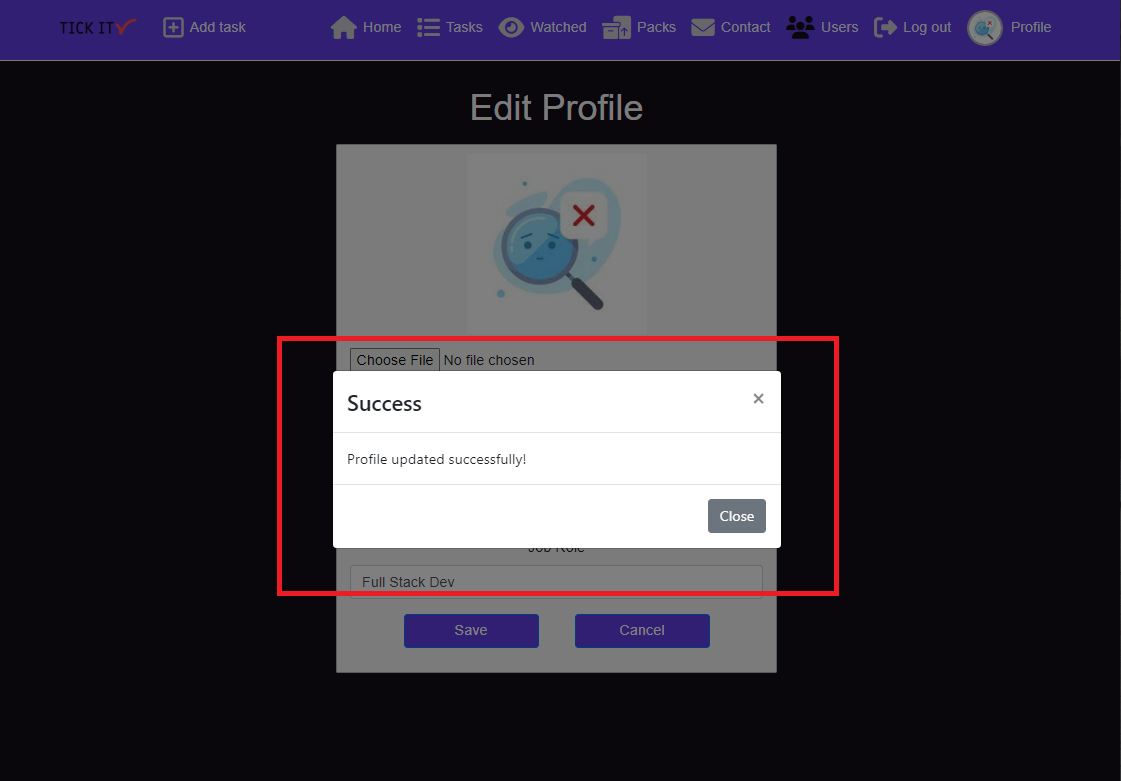 TICK IT
Add task
Home
Tasks
Watched
Packs
Contact
Users
Log out
Profile
Edit Profile
Choose File No file chosen
Success
×
Profile updated successfully!
Close
Job Role
Full Stack Dev
Save
Cancel